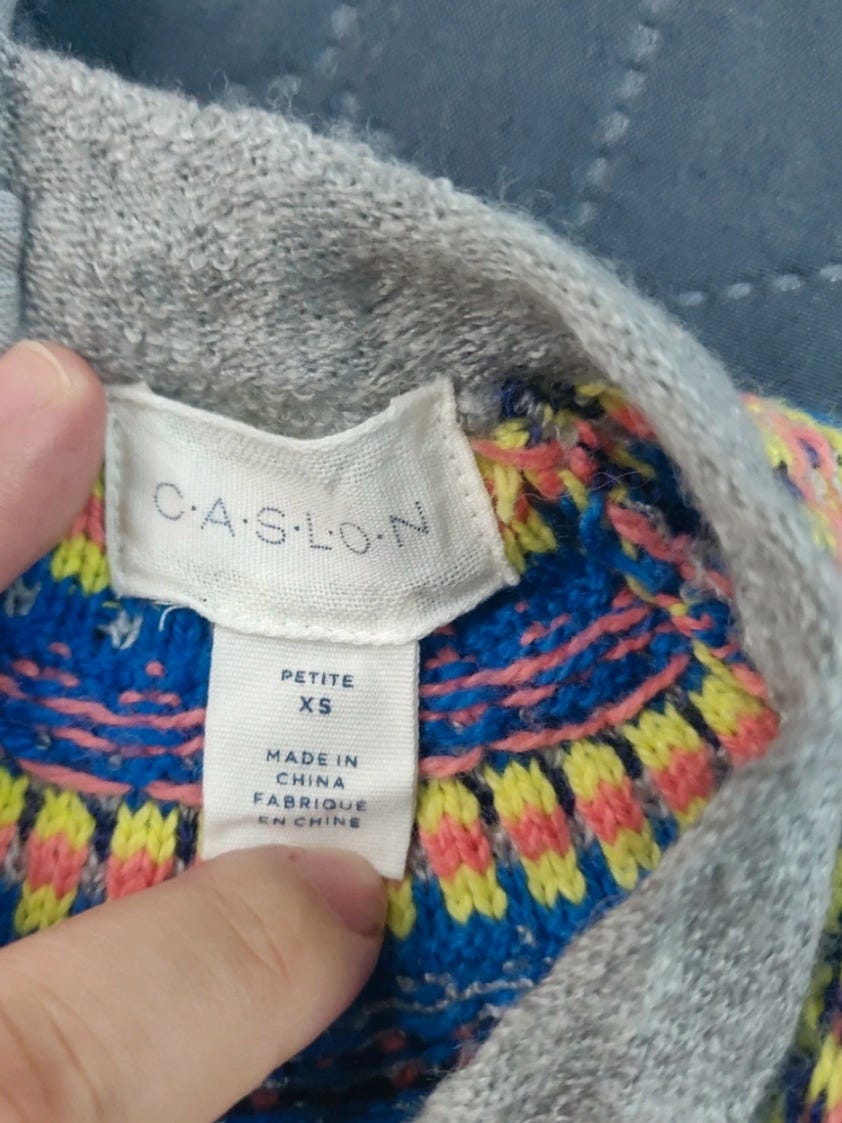 C·A·S·L·O·N
PETITE
XS
MADE IN
CHINA
FABRIQUE
EN CHINE